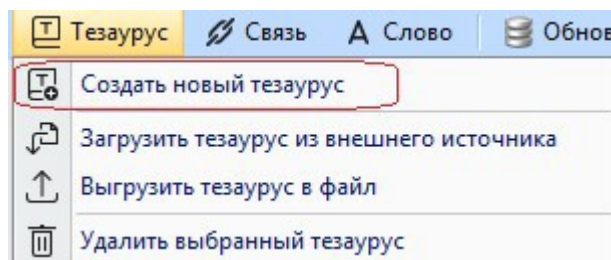 Тезаурус Связь А Слово Обнов
Создать новый тезаурус
Загрузить тезаурус из внешнего источника
Выгрузить тезаурус в файл
Удалить выбранный тезаурус